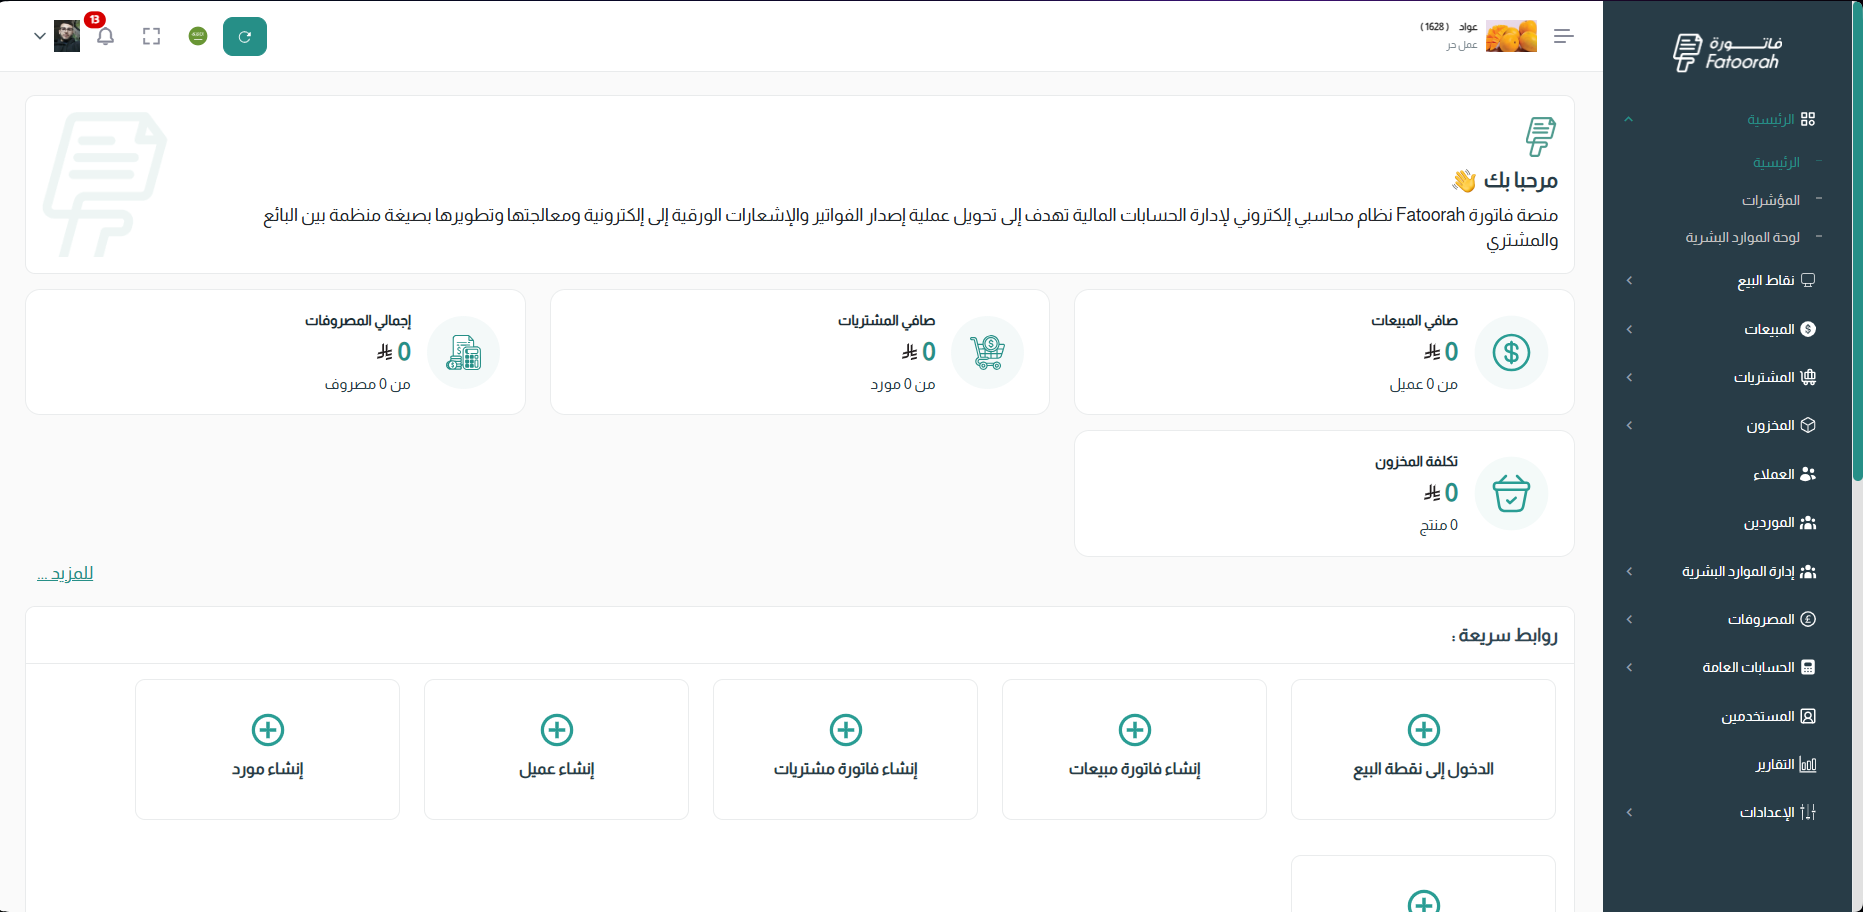 فاتـــورة
Fatoorah
الرئيسية
الرئيسية
المؤشرات
لوحة الموارد البشرية
نقاط البيع
المبيعات
المشتريات
المخزون
العملاء
الموردين
إدارة الموارد البشرية
المصروفات
الحسابات العامة
المستخدمين
التقارير
الإعدادات
عواد ( 1628 )
عمل حر
13
مرحبا بك 👋
منصة فاتورة Fatoorah نظام محاسبي إلكتروني لإدارة الحسابات المالية تهدف إلى تحويل عملية إصدار الفواتير والإشعارات الورقية إلى إلكترونية ومعالجتها وتطويرها بصيغة منظمة بين البائع
والمشتري
صافي المبيعات
0
من 0 عميل
صافي المشتريات
0
من 0 مورد
إجمالي المصروفات
0
من 0 مصروف
تكلفة المخزون
0
0 منتج
للمزيد ...
روابط سريعة :
الدخول إلى نقطة البيع
إنشاء فاتورة مبيعات
إنشاء فاتورة مشتريات
إنشاء عميل
إنشاء مورد